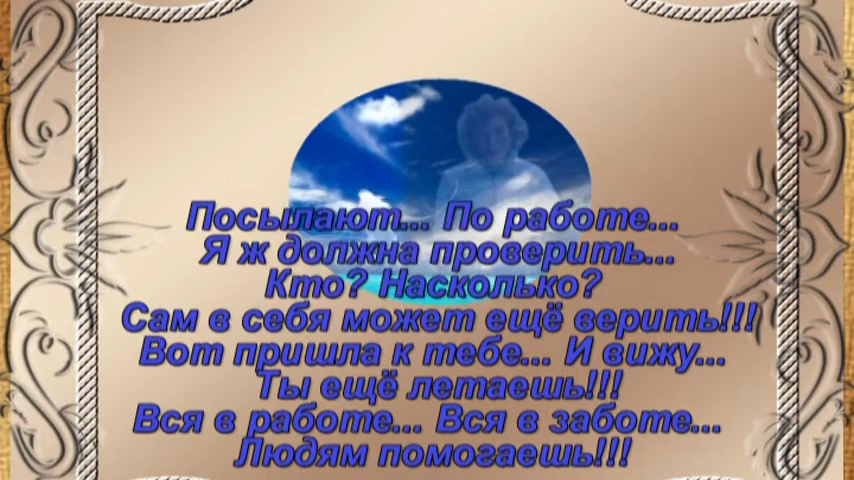 Посылают... По работе...
Я ж должна проверить...
Кто? Насколько?
Сам в себя может ещё верить!!!
Вот пришла к тебе... И вижу...
Ты ещё летаешь!!!
Вся в работе... Вся в заботе...
Людям помогаешь!!!